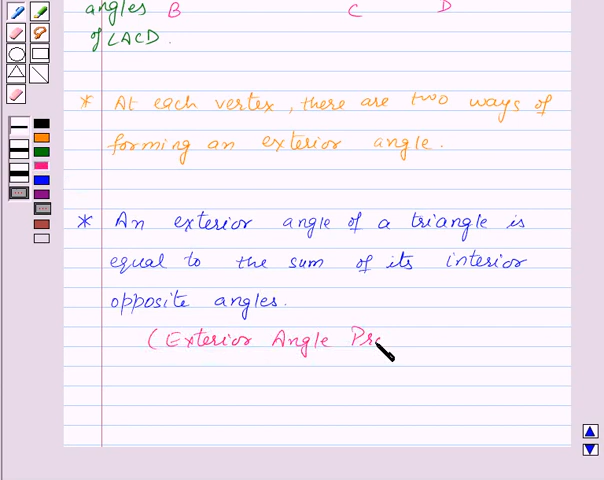 angles B C D
of ∠ACD.
* At each vertex, there are two ways of
forming an exterior angle.
* An exterior angle of a triangle is
equal to the sum of its interior
opposite angles.
(Exterior Angle Pro